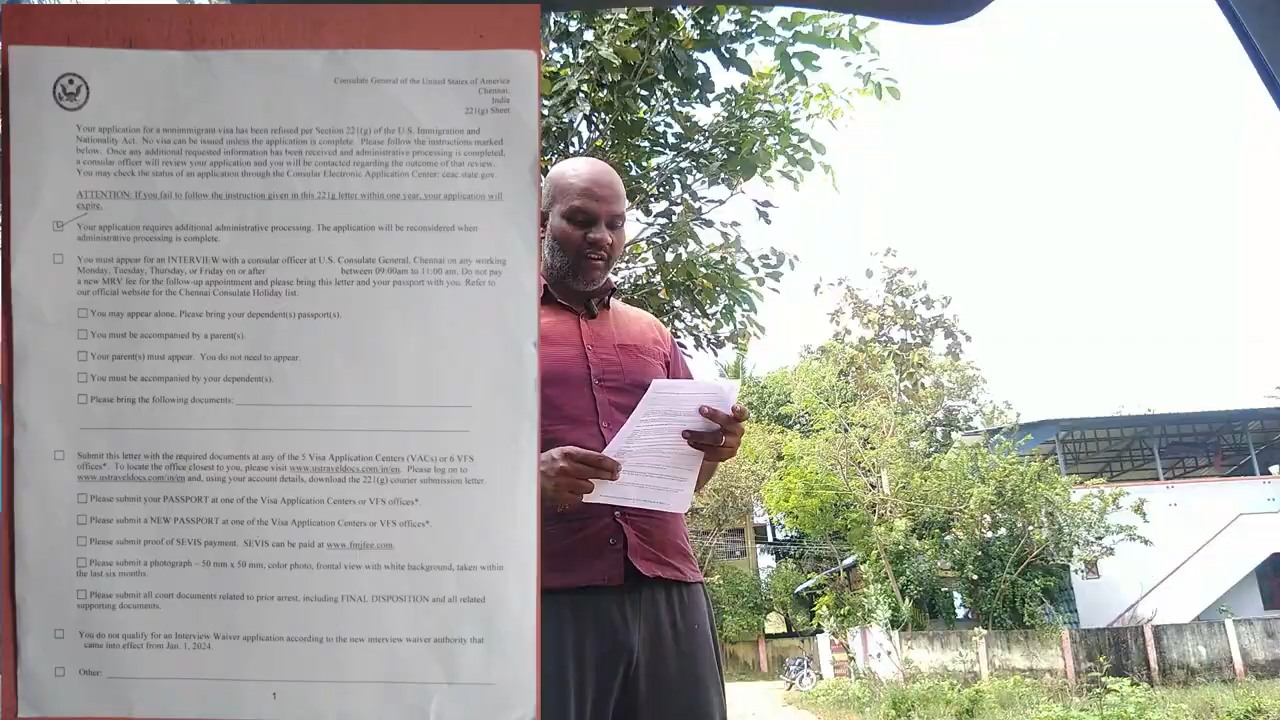 Consulate General of the United States of America
Chennai,
India
221(g) Sheet
Your application for a nonimmigrant visa has been refused per Section 221(g) of the U.S. Immigration and
Nationality Act. No visa can be issued unless the application is complete. Please follow the instructions marked
below. Once any additional requested information has been received and administrative processing is completed,
a consular officer will review your application and you will be contacted regarding the outcome of that review.
You may check the status of an application through the Consular Electronic Application Center: ceac.state.gov.
ATTENTION: If you fail to follow the instruction given in this 221g letter within one year, your application will
expire.
Your application requires additional administrative processing. The application will be reconsidered when
administrative processing is complete.
You must appear for an INTERVIEW with a consular officer at U.S. Consulate General, Chennai on any working
Monday, Tuesday, Thursday, or Friday on or after between 09:00am to 11:00 am. Do not pay
a new MRV fee for the follow-up appointment and please bring this letter and your passport with you. Refer to
our official website for the Chennai Consulate Holiday list.
You may appear alone. Please bring your dependent(s) passport(s).
You must be accompanied by a parent(s).
Your parent(s) must appear. You do not need to appear.
You must be accompanied by your dependent(s).
Please bring the following documents:
Submit this letter with the required documents at any of the 5 Visa Application Centers (VACs) or 6 VFS
offices*. To locate the office closest to you, please visit www.ustraveldocs.com/in/en. Please log on to
www.ustraveldocs.com/in/en and, using your account details, download the 221(g) courier submission letter.
Please submit your PASSPORT at one of the Visa Application Centers or VFS offices*.
Please submit a NEW PASSPORT at one of the Visa Application Centers or VFS offices*.
Please submit proof of SEVIS payment. SEVIS can be paid at www.fmjfee.com.
Please submit a photograph – 50 mm x 50 mm, color photo, frontal view with white background, taken within
the last six months.
Please submit all court documents related to prior arrest, including FINAL DISPOSITION and all related
supporting documents.
You do not qualify for an Interview Waiver application according to the new interview waiver authority that
came into effect from Jan. 1, 2024.
Other:
1